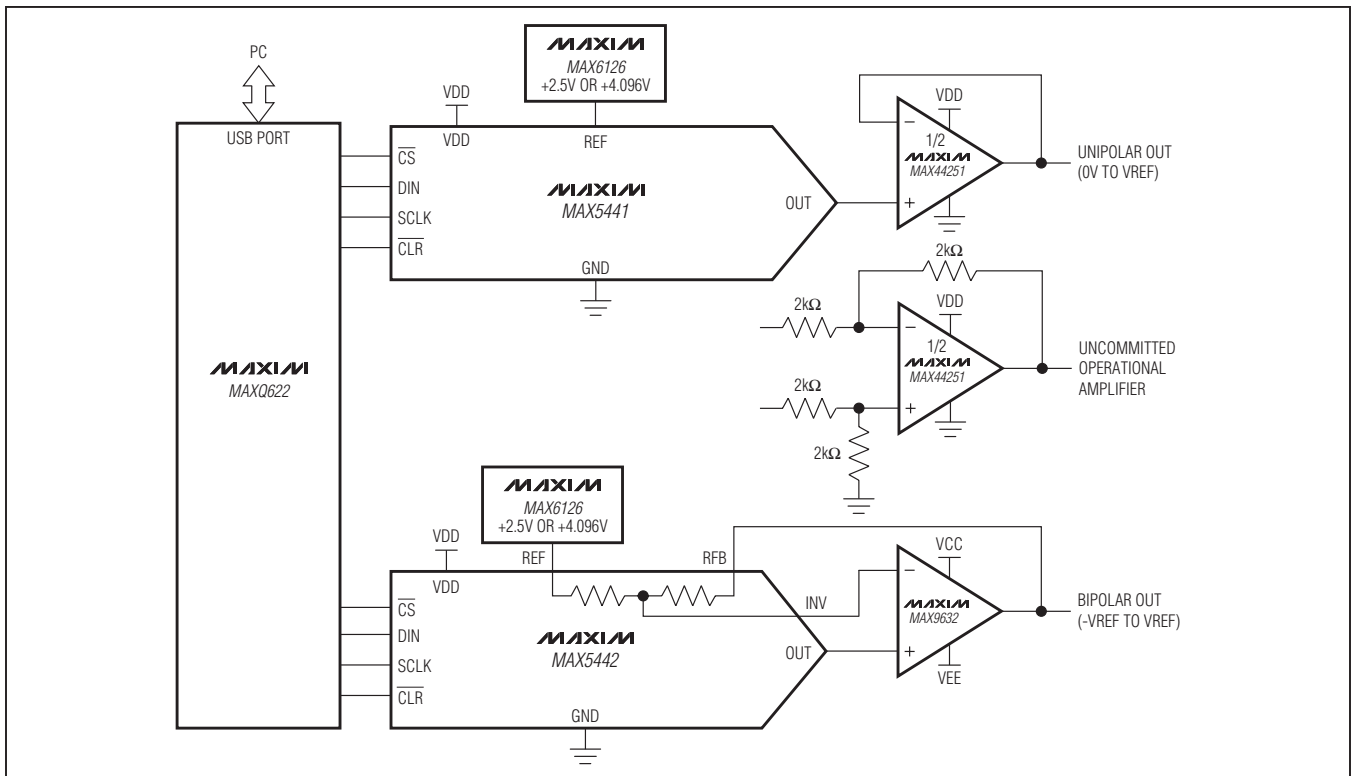 PC
USB PORT
MAXIM
MAXQ622
MAXIM
MAX6126
+2.5V OR +4.096V
VDD
VDD
REF
CS
DIN
SCLK
CLR
MAXIM
MAX5441
OUT
GND
VDD
−
1/2
MAXIM
MAX44251
+
UNIPOLAR OUT
(0V TO VREF)
2kΩ
2kΩ
VDD
−
1/2
MAXIM
MAX44251
+
2kΩ
2kΩ
UNCOMMITTED
OPERATIONAL
AMPLIFIER
MAXIM
MAX6126
+2.5V OR +4.096V
VDD
VDD
REF
RFB
CS
DIN
SCLK
CLR
MAXIM
MAX5442
INV
OUT
GND
VCC
−
MAXIM
MAX9632
+
VEE
BIPOLAR OUT
(-VREF TO VREF)